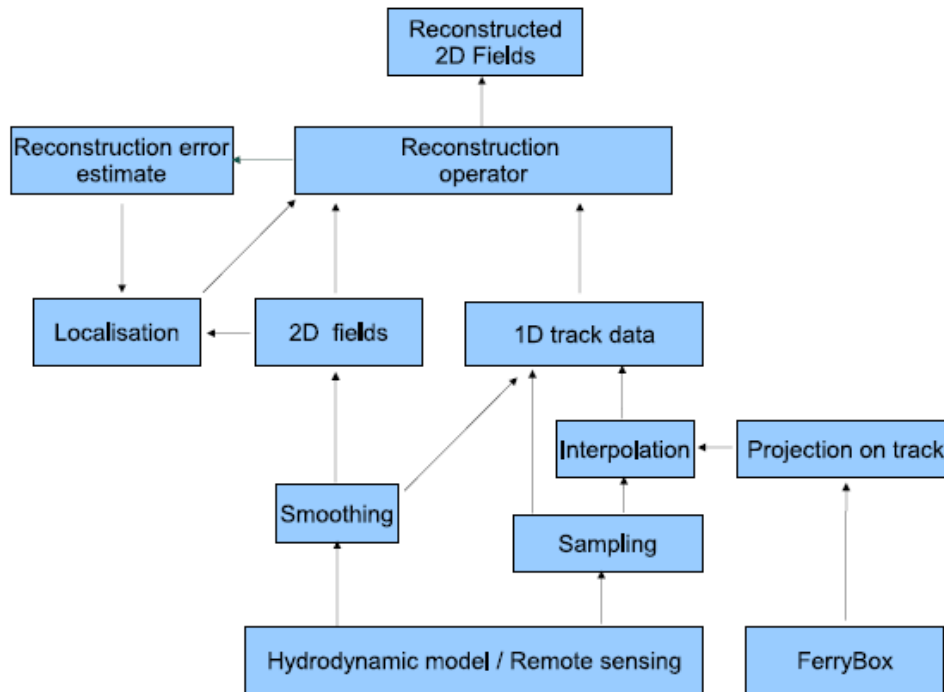 Reconstructed
2D Fields
Reconstruction error
estimate
Reconstruction
operator
Localisation
2D fields
1D track data
Interpolation
Projection on track
Smoothing
Sampling
Hydrodynamic model / Remote sensing
FerryBox